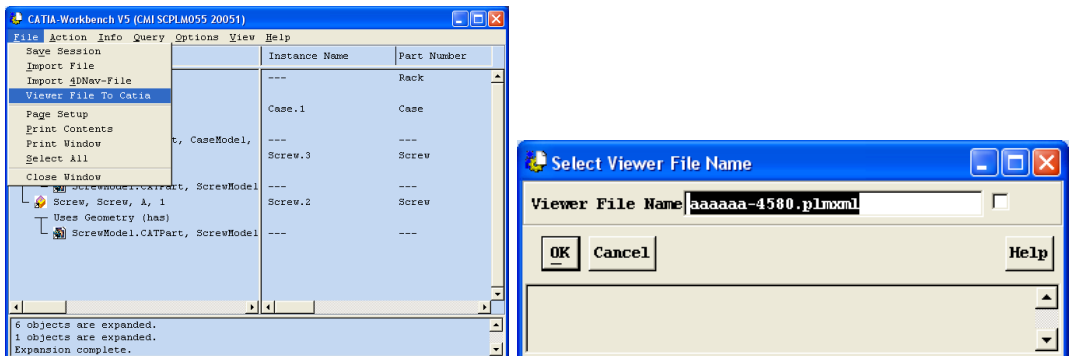 CATIA-Workbench V5 (CMI SCPLM055 20051)
File Action Info Query Options View Help
Save Session
Import File
Import 4DNav-File
Viewer File To Catia
Page Setup
Print Contents
Print Window
Select All
Close Window
Instance Name Part Number
--- Rack
Case.1 Case
t, CaseModel, --- ---
Screw.3 Screw
ScrewModel.CATPart, ScrewModel --- ---
Screw, Screw, A, 1 Screw.2 Screw
Uses Geometry (has)
ScrewModel.CATPart, ScrewModel --- ---
6 objects are expanded.
1 objects are expanded.
Expansion complete.
Select Viewer File Name
Viewer File Name aaaaaa-4580.plmxml
OK Cancel Help